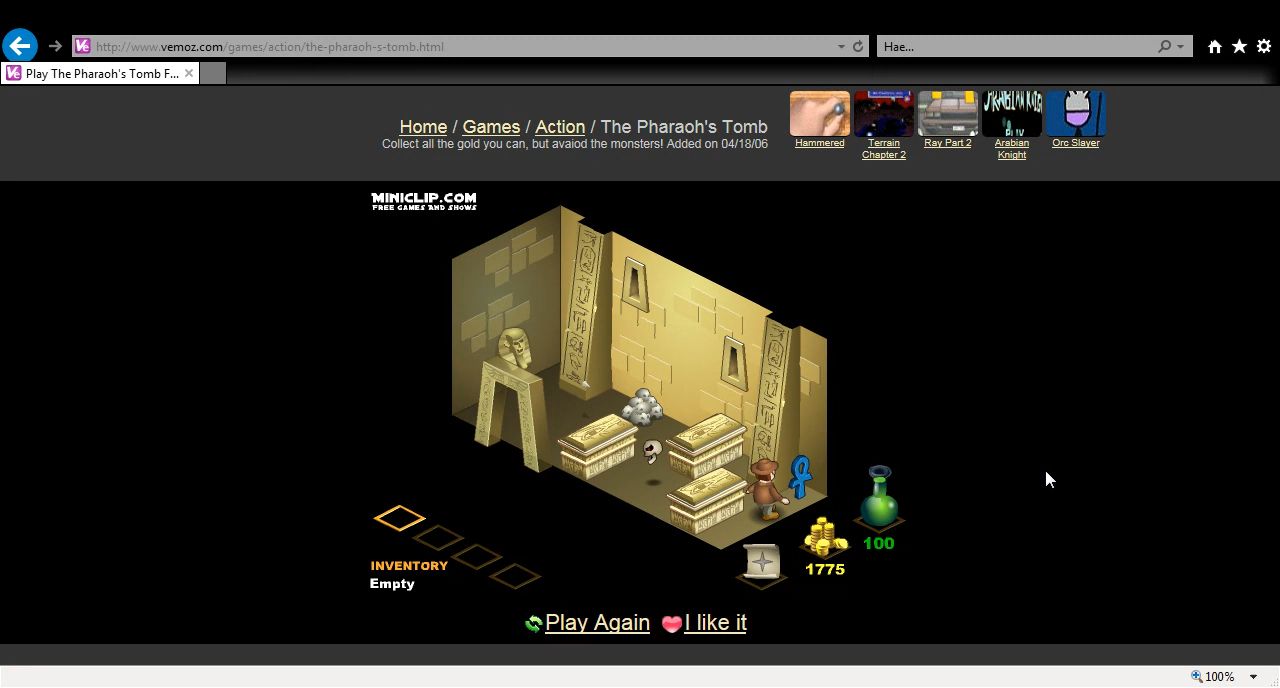 http://www.vemoz.com/games/action/the-pharaoh-s-tomb.html
Hae...
Play The Pharaoh's Tomb F...
Home / Games / Action / The Pharaoh's Tomb
Collect all the gold you can, but avaiod the monsters! Added on 04/18/06
Hammered
Terrain
Chapter 2
Ray Part 2
Arabian
Knight
Orc Slayer
MINICLIP.COM
FREE GAMES AND SHOWS
100
1775
INVENTORY
Empty
Play Again
I like it
100%